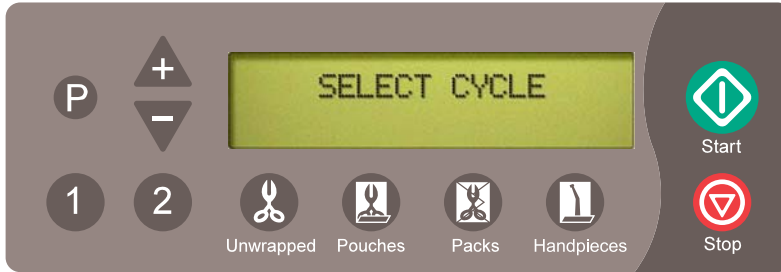 P
+
−
SELECT CYCLE
Start
1
2
Unwrapped Pouches Packs Handpieces
Stop